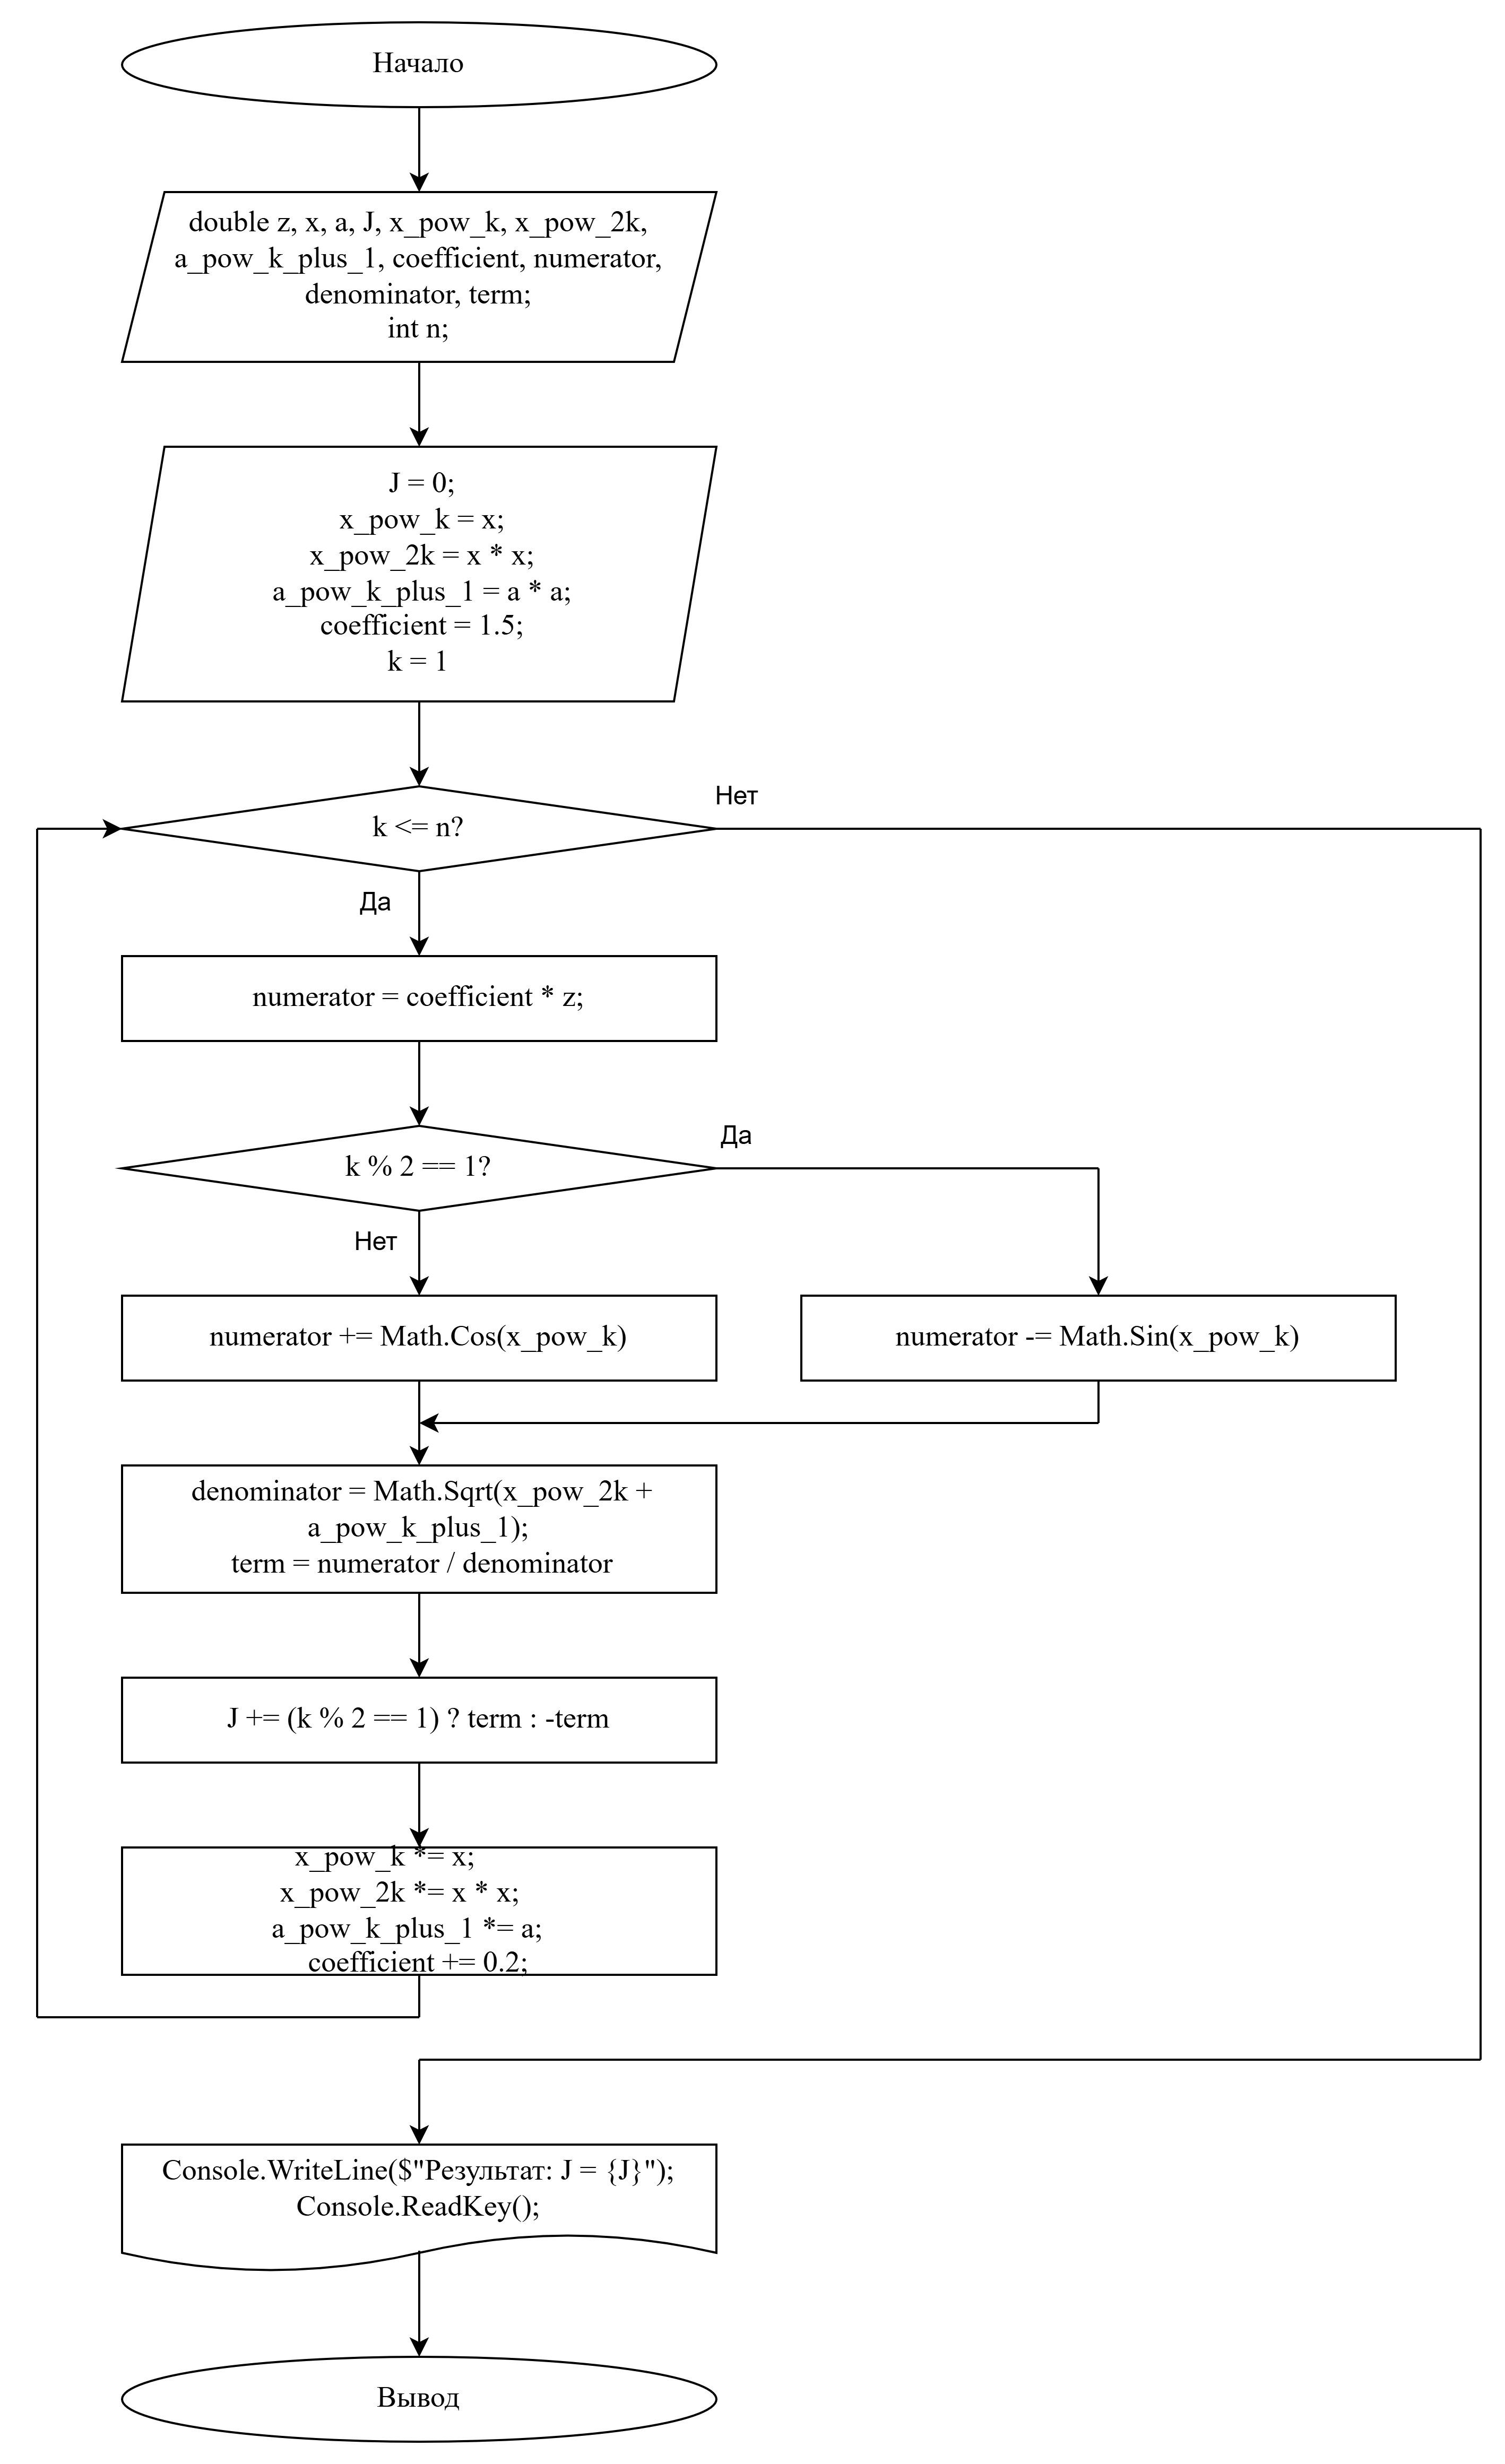 Начало
double z, x, a, J, x_pow_k, x_pow_2k,
a_pow_k_plus_1, coefficient, numerator,
denominator, term;
int n;
J = 0;
x_pow_k = x;
x_pow_2k = x * x;
a_pow_k_plus_1 = a * a;
coefficient = 1.5;
k = 1
k <= n?
Нет
Да
numerator = coefficient * z;
k % 2 == 1?
Да
Нет
numerator += Math.Cos(x_pow_k)
numerator -= Math.Sin(x_pow_k)
denominator = Math.Sqrt(x_pow_2k +
a_pow_k_plus_1);
term = numerator / denominator
J += (k % 2 == 1) ? term : -term
x_pow_k *= x;
x_pow_2k *= x * x;
a_pow_k_plus_1 *= a;
coefficient += 0.2;
Console.WriteLine($"Результат: J = {J}");
Console.ReadKey();
Вывод